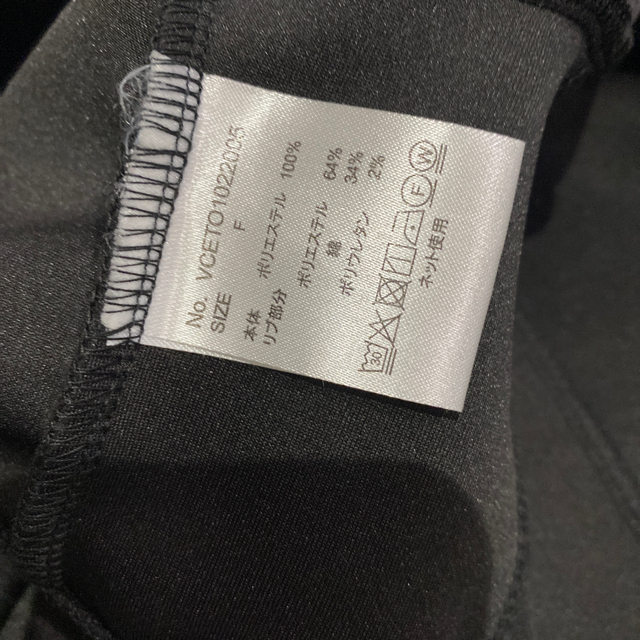 No. VCETO1022005
SIZE F
本体 ポリエステル 100%
リブ部分 ポリエステル 64%
綿 34%
ポリウレタン 2%
30 F W
ネット使用